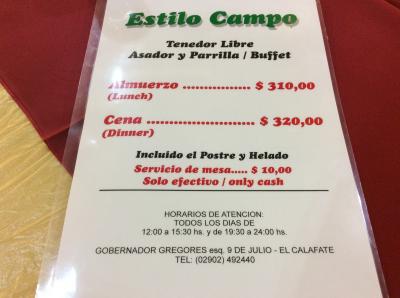 Estilo Campo
Tenedor Libre
Asador y Parrilla / Buffet
Almuerzo .................. $ 310,00
(Lunch)
Cena ........................... $ 320,00
(Dinner)
Incluido el Postre y Helado
Servicio de mesa..... $ 10,00
Solo efectivo / only cash
HORARIOS DE ATENCION:
TODOS LOS DIAS DE
12:00 a 15:30 hs. y de 19:30 a 24:00 hs.
GOBERNADOR GREGORES esq. 9 DE JULIO - EL CALAFATE
TEL: (02902) 492440